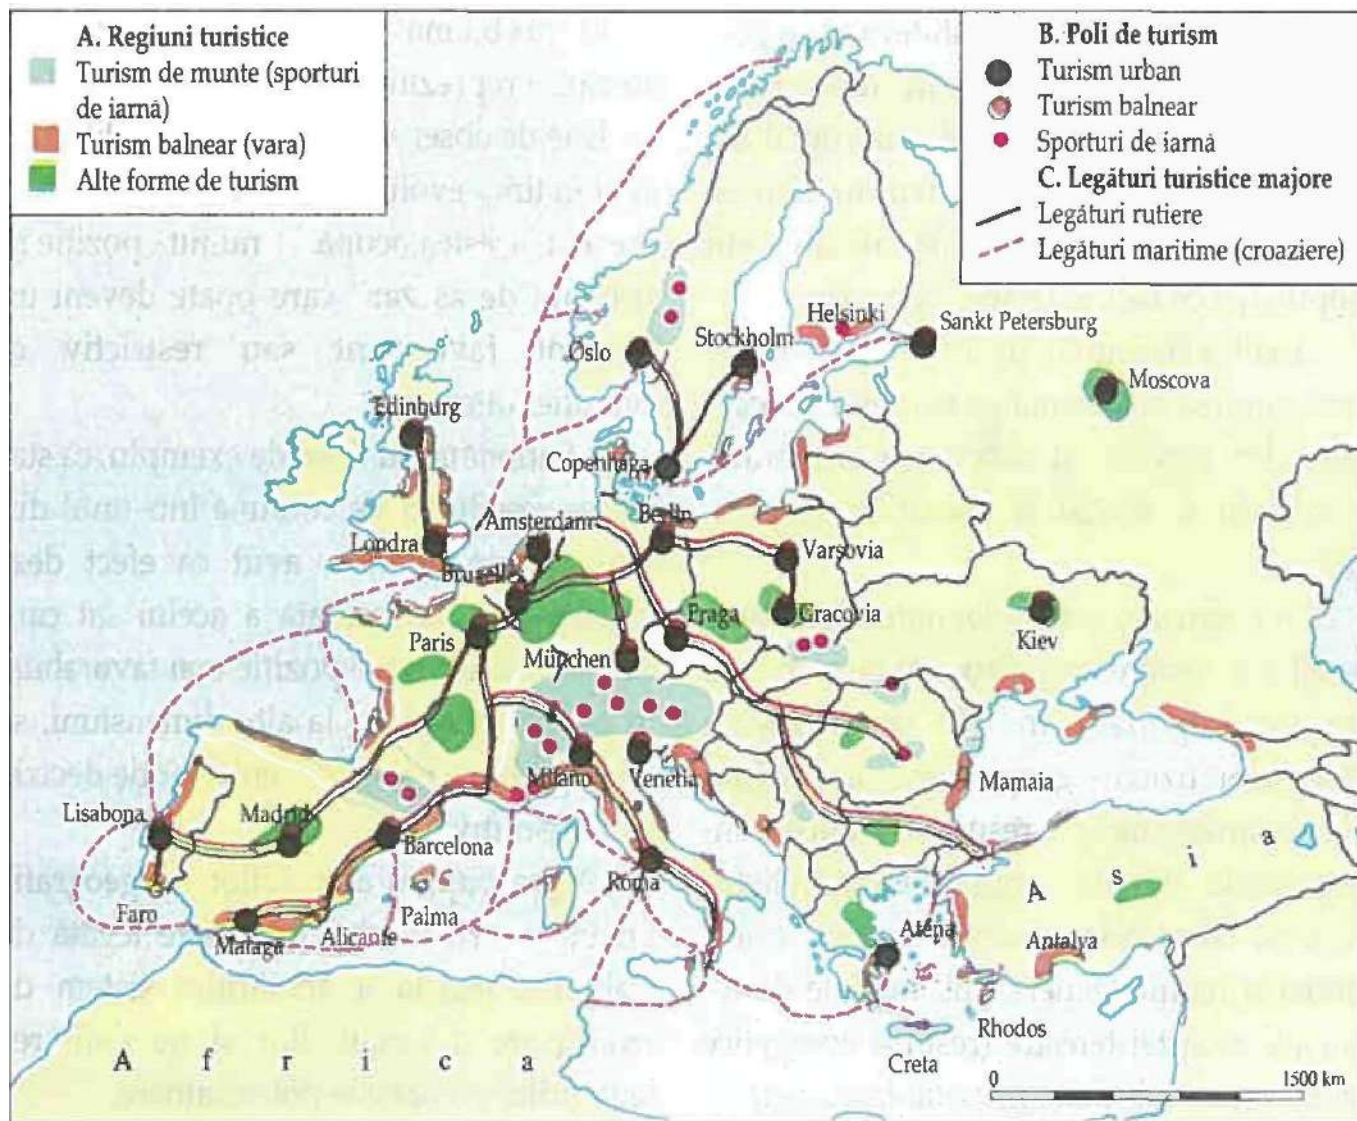 A. Regiuni turistice
Turism de munte (sporturi
de iarnă)
Turism balnear (vara)
Alte forme de turism
B. Poli de turism
Turism urban
Turism balnear
Sporturi de iarnă
C. Legături turistice majore
Legături rutiere
Legături maritime (croaziere)
Helsinki
Sankt Petersburg
Oslo
Stockholm
Moscova
Edinburg
Copenhaga
Amsterdam
Berlin
Londra
Varșovia
Bruxelles
Praga
Cracovia
Paris
München
Kiev
Milano
Veneția
Mamaia
Lisabona
Madrid
Barcelona
Roma
Faro
Palma
Malaga
Alicante
Atena
Antalya
A s i a
Rhodos
Creta
A f r i c a
0 1500 km